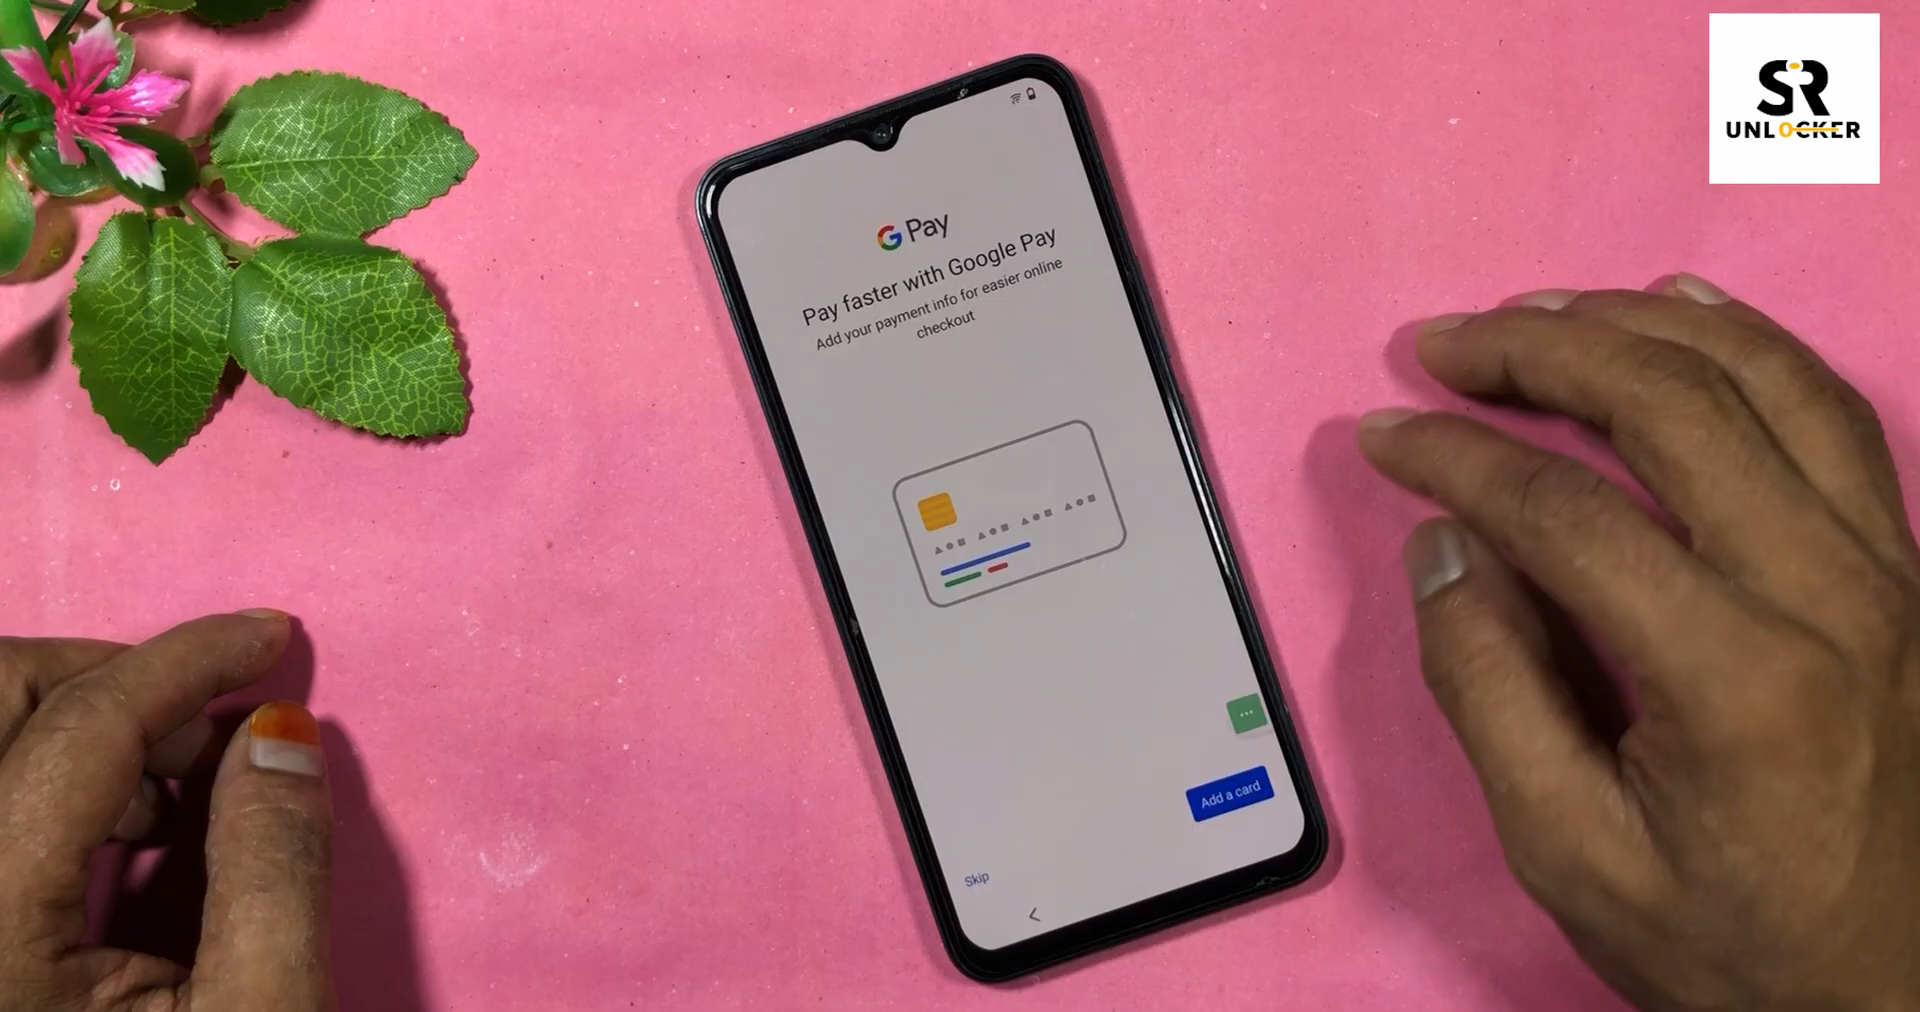 SR
UNLOCKER
G Pay
Pay faster with Google Pay
Add your payment info for easier online
checkout
Add a card
Skip